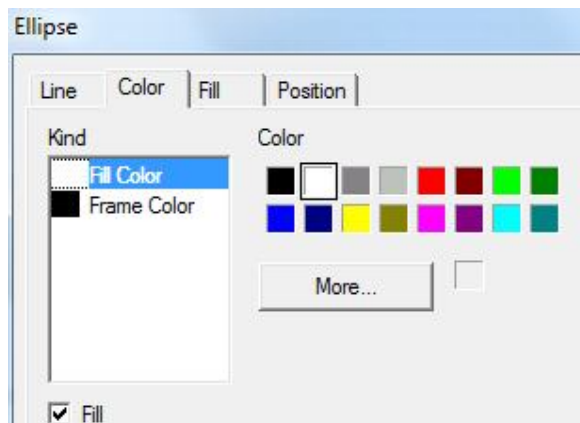 Ellipse
Line Color Fill Position
Kind Color
Fill Color
Frame Color
More...
Fill